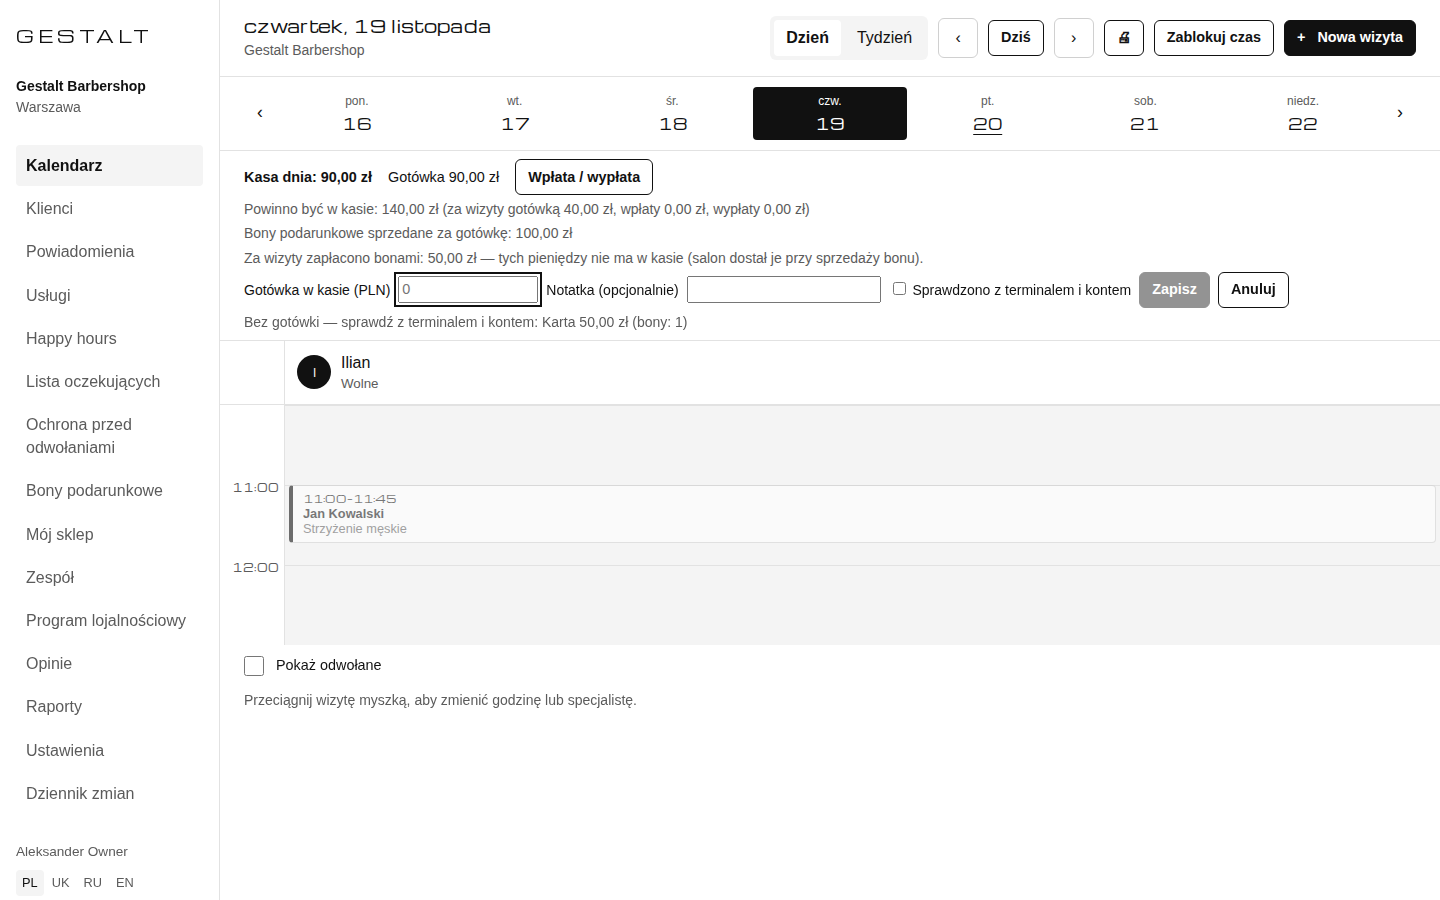 GESTALT
Gestalt Barbershop
Warszawa
Kalendarz
Klienci
Powiadomienia
Usługi
Happy hours
Lista oczekujących
Ochrona przed
odwołaniami
Bony podarunkowe
Mój sklep
Zespół
Program lojalnościowy
Opinie
Raporty
Ustawienia
Dziennik zmian
Aleksander Owner
PL UK RU EN
czwartek, 19 listopada
Gestalt Barbershop
Dzień Tydzień ‹ Dziś › Zablokuj czas + Nowa wizyta
‹ pon. wt. śr. czw. pt. sob. niedz. ›
16 17 18 19 20 21 22
Kasa dnia: 90,00 zł Gotówka 90,00 zł Wpłata / wypłata
Powinno być w kasie: 140,00 zł (za wizyty gotówką 40,00 zł, wpłaty 0,00 zł, wypłaty 0,00 zł)
Bony podarunkowe sprzedane za gotówkę: 100,00 zł
Za wizyty zapłacono bonami: 50,00 zł — tych pieniędzy nie ma w kasie (salon dostał je przy sprzedaży bonu).
Gotówka w kasie (PLN) 0 Notatka (opcjonalnie) Sprawdzono z terminalem i kontem Zapisz Anuluj
Bez gotówki — sprawdź z terminalem i kontem: Karta 50,00 zł (bony: 1)
I Ilian
Wolne
11:00
11:00-11:45
Jan Kowalski
Strzyżenie męskie
12:00
Pokaż odwołane
Przeciągnij wizytę myszką, aby zmienić godzinę lub specjalistę.